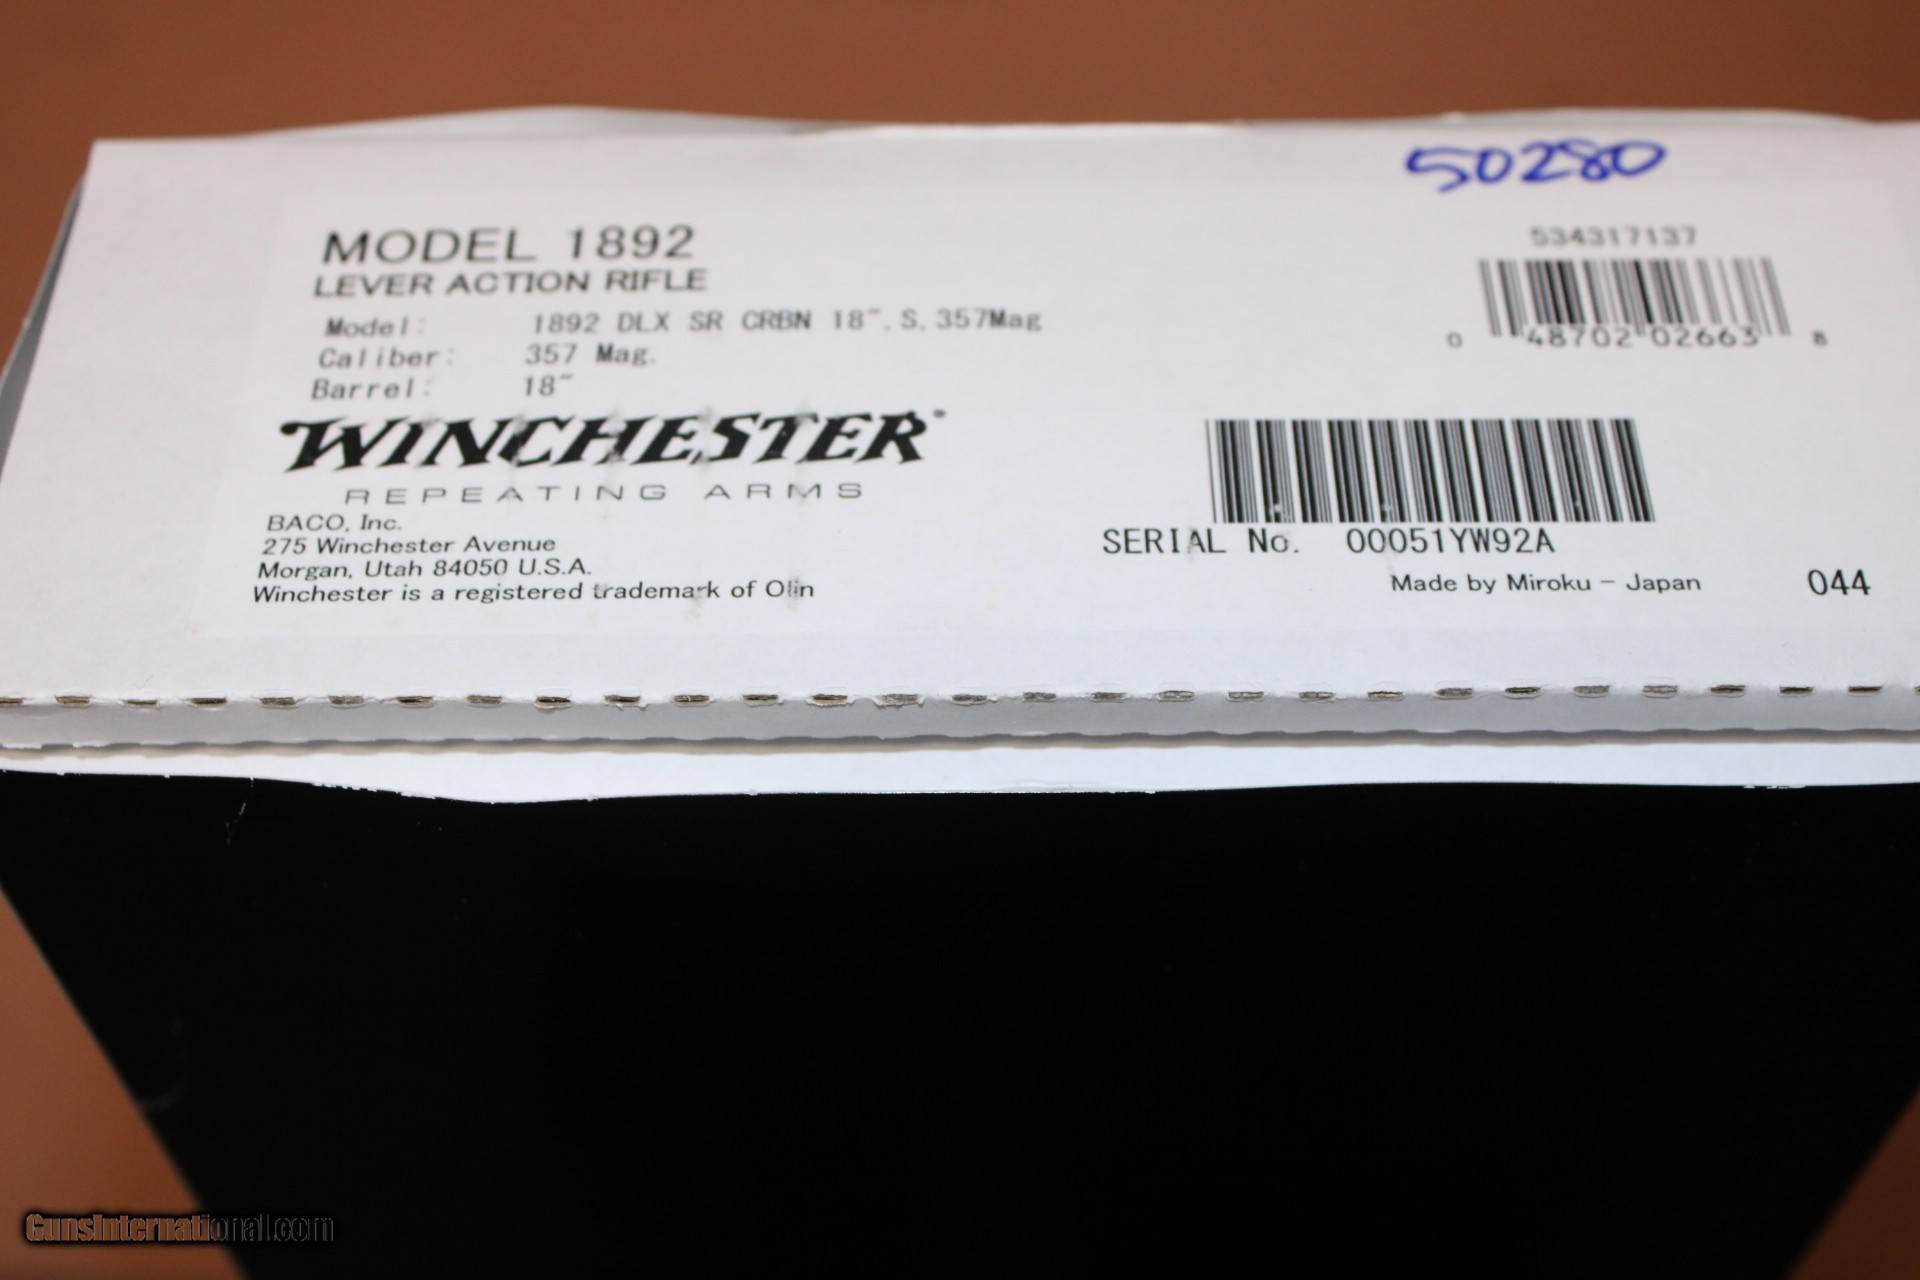 50280
MODEL 1892
LEVER ACTION RIFLE
Model: 1892 DLX SR CRBN 18", S, 357Mag
Caliber: 357 Mag.
Barrel: 18"
WINCHESTER®
REPEATING ARMS
BACO, Inc.
275 Winchester Avenue
Morgan, Utah 84050 U.S.A.
Winchester is a registered trademark of Olin
534317137
0 48702 02663 8
SERIAL No. 00051YW92A
Made by Miroku - Japan
044
GunsInternational.com